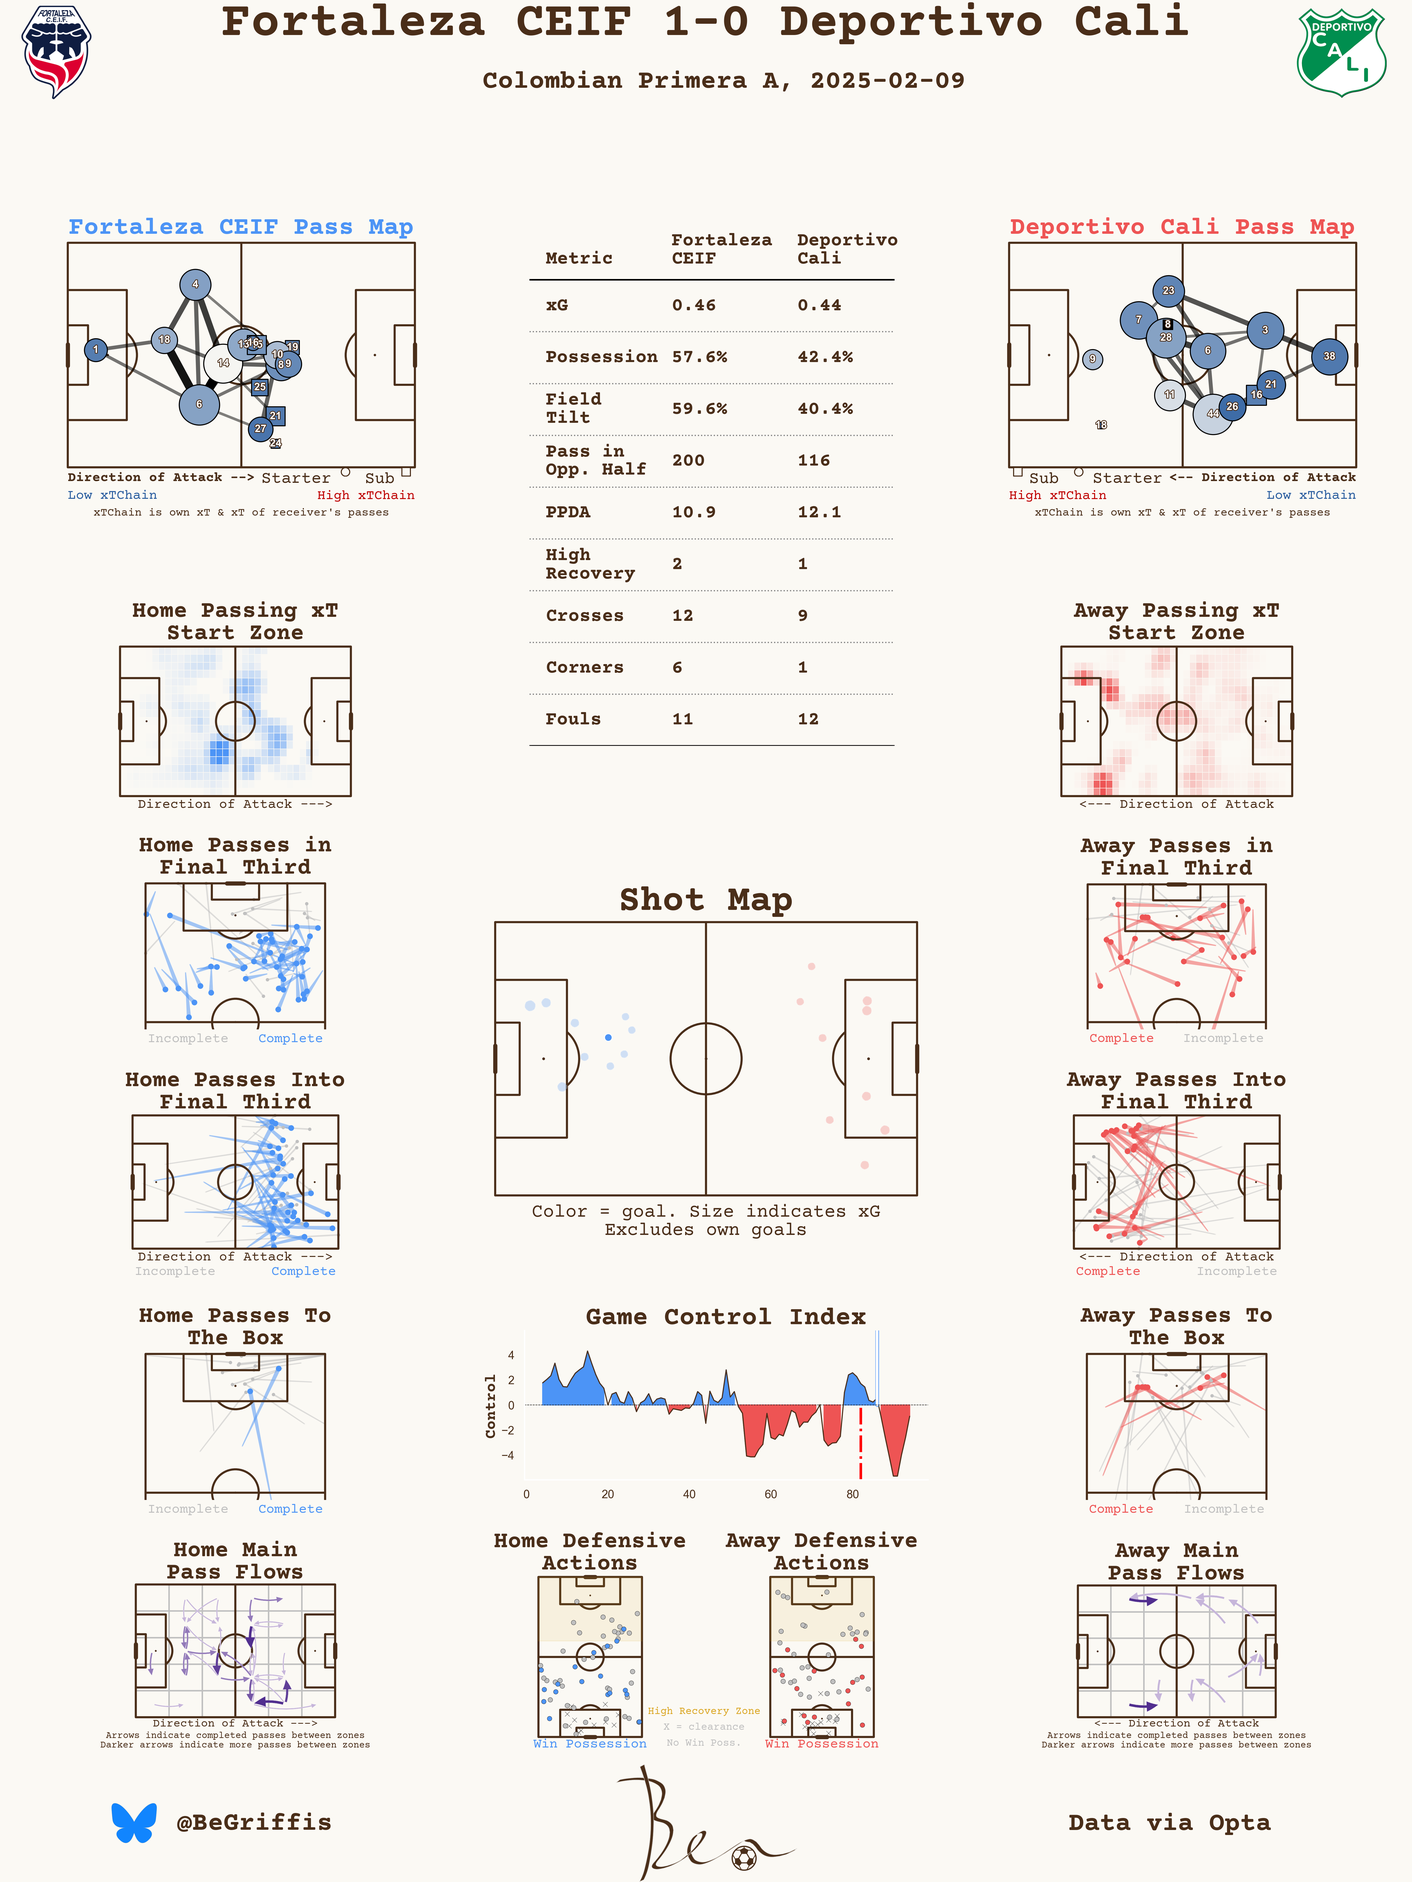 Fortaleza CEIF 1-0 Deportivo Cali
Colombian Primera A, 2025-02-09
FORTALEZA
C.E.I.F.
DEPORTIVO
CALI
Fortaleza CEIF Pass Map
4
18
1
14
16
19
10
8
9
25
6
21
27
24
Direction of Attack --> Starter Sub
Low xTChain High xTChain
xTChain is own xT & xT of receiver's passes
Metric Fortaleza CEIF Deportivo Cali
xG 0.46 0.44
Possession 57.6% 42.4%
Field Tilt 59.6% 40.4%
Pass in Opp. Half 200 116
PPDA 10.9 12.1
High Recovery 2 1
Crosses 12 9
Corners 6 1
Fouls 11 12
Deportivo Cali Pass Map
23
7
8
28
3
6
9
38
21
11
16
26
44
18
Sub Starter <-- Direction of Attack
High xTChain Low xTChain
xTChain is own xT & xT of receiver's passes
Home Passing xT
Start Zone
Direction of Attack --->
Away Passing xT
Start Zone
<--- Direction of Attack
Home Passes in
Final Third
Incomplete Complete
Away Passes in
Final Third
Complete Incomplete
Shot Map
Color = goal. Size indicates xG
Excludes own goals
Home Passes Into
Final Third
Direction of Attack --->
Incomplete Complete
Away Passes Into
Final Third
<--- Direction of Attack
Complete Incomplete
Home Passes To
The Box
Incomplete Complete
Game Control Index
Control
4
2
0
−2
−4
0 20 40 60 80
Away Passes To
The Box
Complete Incomplete
Home Main
Pass Flows
Direction of Attack --->
Arrows indicate completed passes between zones
Darker arrows indicate more passes between zones
Home Defensive
Actions
Win Possession
High Recovery Zone
X = clearance
No Win Poss.
Away Defensive
Actions
Win Possession
Away Main
Pass Flows
<--- Direction of Attack
Arrows indicate completed passes between zones
Darker arrows indicate more passes between zones
@BeGriffis
Ben
Data via Opta